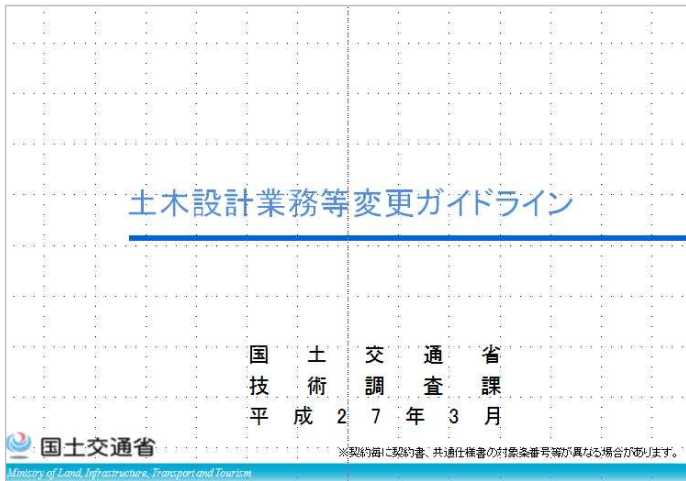 土木設計業務等変更ガイドライン
国土交通省
技術調査課
平成27年3月
国土交通省
※契約毎に契約書、共通仕様書の対象条番号等が異なる場合があります。
Ministry of Land, Infrastructure, Transport and Tourism